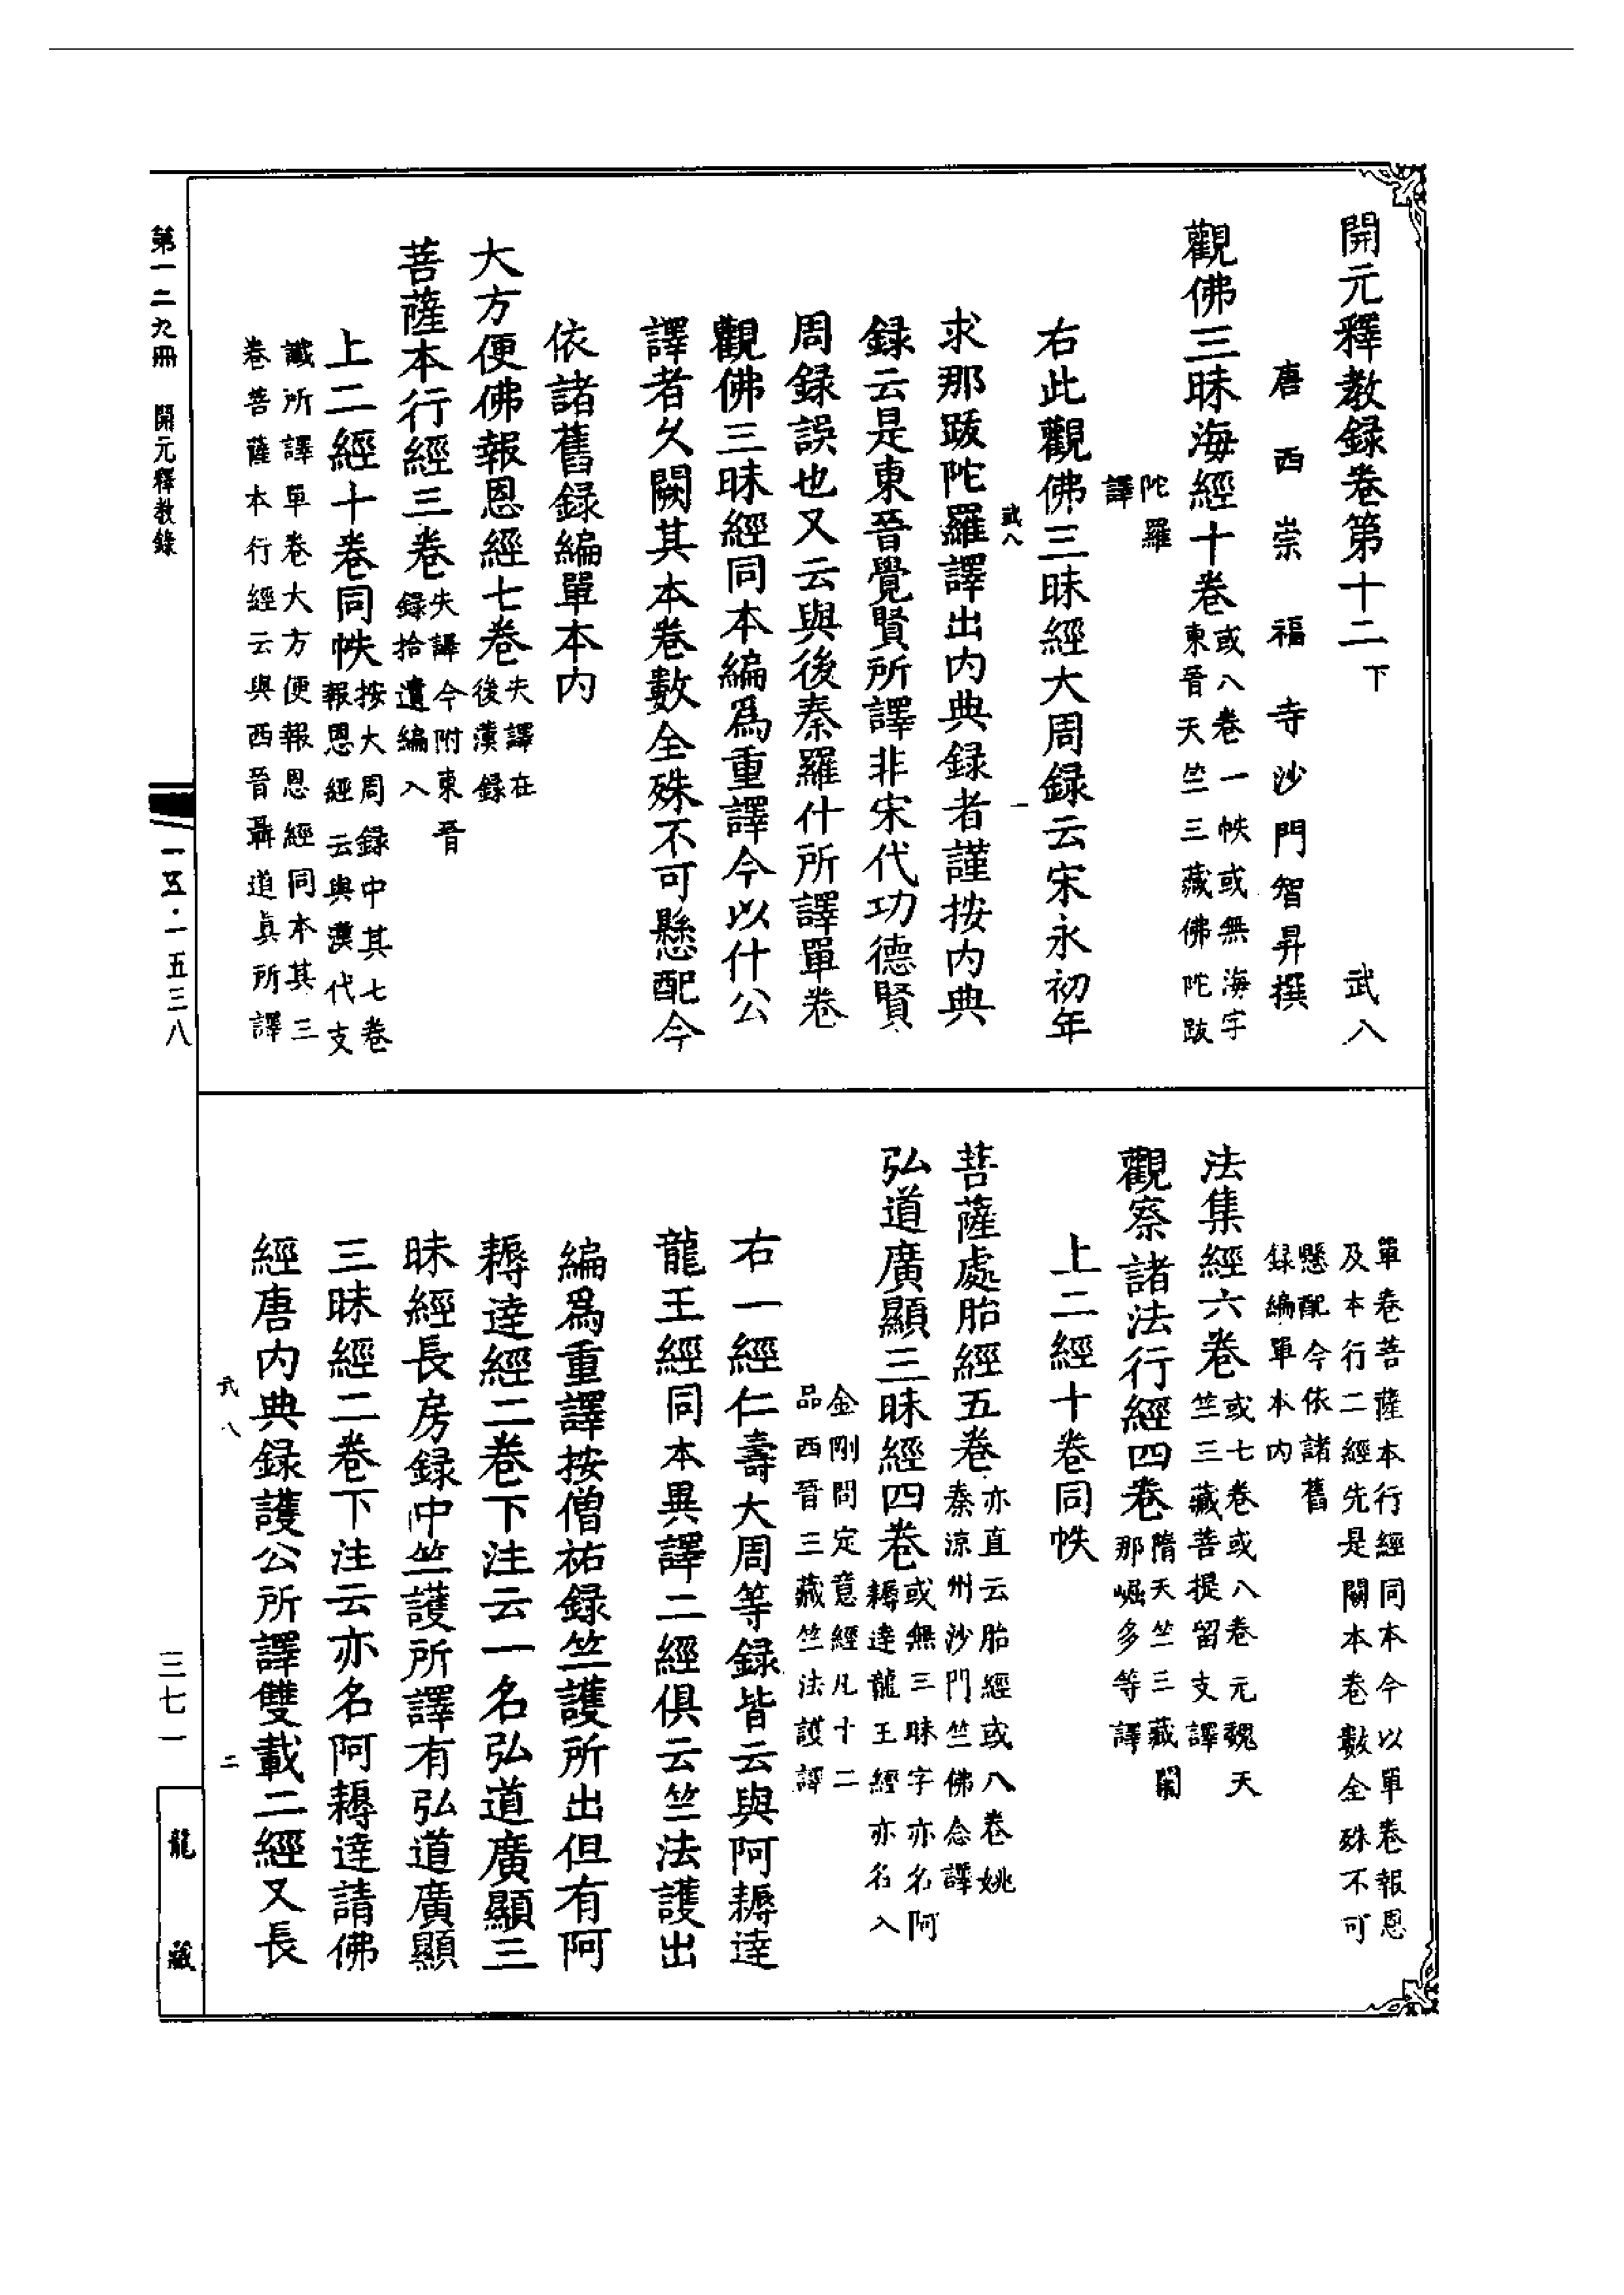 開元釋教録卷第十二下　武八
唐西崇福寺沙門智昇撰
觀佛三昧海經十卷
或八卷一帙或無海字
東晉天竺三藏佛陀跋
陀羅
譯
右此觀佛三昧經大周録云宋永初年
武八　一
求那跋陀羅譯出内典録者謹按内典
録云是東晉覺賢所譯非宋代功德賢
周録誤也又云與後秦羅什所譯單卷
觀佛三昧經同本編爲重譯今以什公
譯者久闕其本卷數全殊不可懸配今
依諸舊録編單本内
大方便佛報恩經七卷
失譯在
後漢録
菩薩本行經三卷
失譯今附東晉
録拾遺編入
上二經十卷同帙
按大周録中其七卷
報恩經云與漢代支
讖所譯單卷大方便報恩經同本其三
卷菩薩本行經云與西晉聶道真所譯
單卷菩薩本行經同本今以單卷報恩
及本行二經先是闕本卷數全殊不可
懸配今依諸舊
録編單本内
法集經六卷
或七卷或八卷元魏天
竺三藏菩提留支譯
觀察諸法行經四卷
隋天竺三藏闍
那崛多等譯
上二經十卷同帙
菩薩處胎經五卷
亦直云胎經或八卷姚
秦涼州沙門竺佛念譯
弘道廣顯三昧經四卷
或無三昧字亦名阿
耨達龍王經亦名入
金剛問定意經凡十二
品西晉三藏竺法護譯
右一經仁壽大周等録皆云與阿耨達
龍王經同本異譯二經俱云竺法護出
編爲重譯按僧祐録竺護所出但有阿
耨達經二卷下注云一名弘道廣顯三
昧經長房録中竺護所譯有弘道廣顯
三昧經二卷下注云亦名阿耨達請佛
經唐内典録護公所譯雙載二經又長
武八　二
第一二九冊　開元釋教錄
一五·一五三八
三七一
龍藏